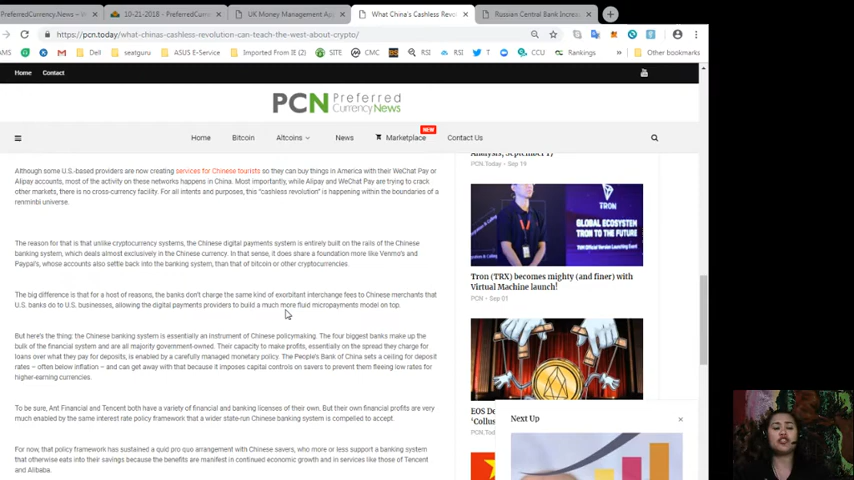 PreferredCurrency.News – Dell
10-21-2018 - PreferredCurr
UK Money Management Ap
What China's Cashless Revol
Russian Central Bank Increa
https://pcn.today/what-chinas-cashless-revolution-can-teach-the-west-about-crypto/
seatguru
ASUS E-Service
Imported From IE (2)
SITE
CMC
RSI
RSI
T
CCU
Rankings
»
Other bookmarks
Home Contact
PCN Preferred
Currency News
NEW
Home Bitcoin Altcoins News Marketplace Contact Us
Although some U.S.-based providers are now creating services for Chinese tourists so they can buy things in America with their WeChat Pay or
Alipay accounts, most of the activity on these networks happens in China. Most importantly, while Alipay and WeChat Pay are trying to crack
other markets, there is no cross-currency facility. For all intents and purposes, this "cashless revolution" is happening within the boundaries of a
renminbi universe.
The reason for that is that unlike cryptocurrency systems, the Chinese digital payments system is entirely built on the rails of the Chinese
banking system, which deals almost exclusively in the Chinese currency. In that sense, it does share a foundation more like Venmo's and
Paypal's, whose accounts also settle back into the banking system, than that of bitcoin or other cryptocurrencies.
The big difference is that for a host of reasons, the banks don't charge the same kind of exorbitant interchange fees to Chinese merchants that
U.S. banks do to U.S. businesses, allowing the digital payments providers to build a much more fluid micropayments model on top.
But here's the thing: the Chinese banking system is essentially an instrument of Chinese policymaking. The four biggest banks make up the
bulk of the financial system and are all majority government-owned. Their capacity to make profits, essentially on the spread they charge for
loans over what they pay for deposits, is enabled by a carefully managed monetary policy. The People's Bank of China sets a ceiling for deposit
rates – often below inflation – and can get away with that because it imposes capital controls on savers to prevent them fleeing low rates for
higher-earning currencies.
To be sure, Ant Financial and Tencent both have a variety of financial and banking licenses of their own. But their own financial profits are very
much enabled by the same interest rate policy framework that a wider state-run Chinese banking system is compelled to accept.
For now, that policy framework has sustained a quid pro quo arrangement with Chinese savers, who more or less support a banking system
that otherwise eats into their savings because the benefits are manifest in continued economic growth and in services like those of Tencent
and Alibaba.
Analysis, September 17
PCN.Today - Sep 19
TRON
GLOBAL ECOSYSTEM
TRON TO THE FUTURE
Tron (TRX) becomes mighty (and finer) with
Virtual Machine launch!
PCN.Today - Sep 01
EOS D
'Collus
PCN.To
Next Up
×